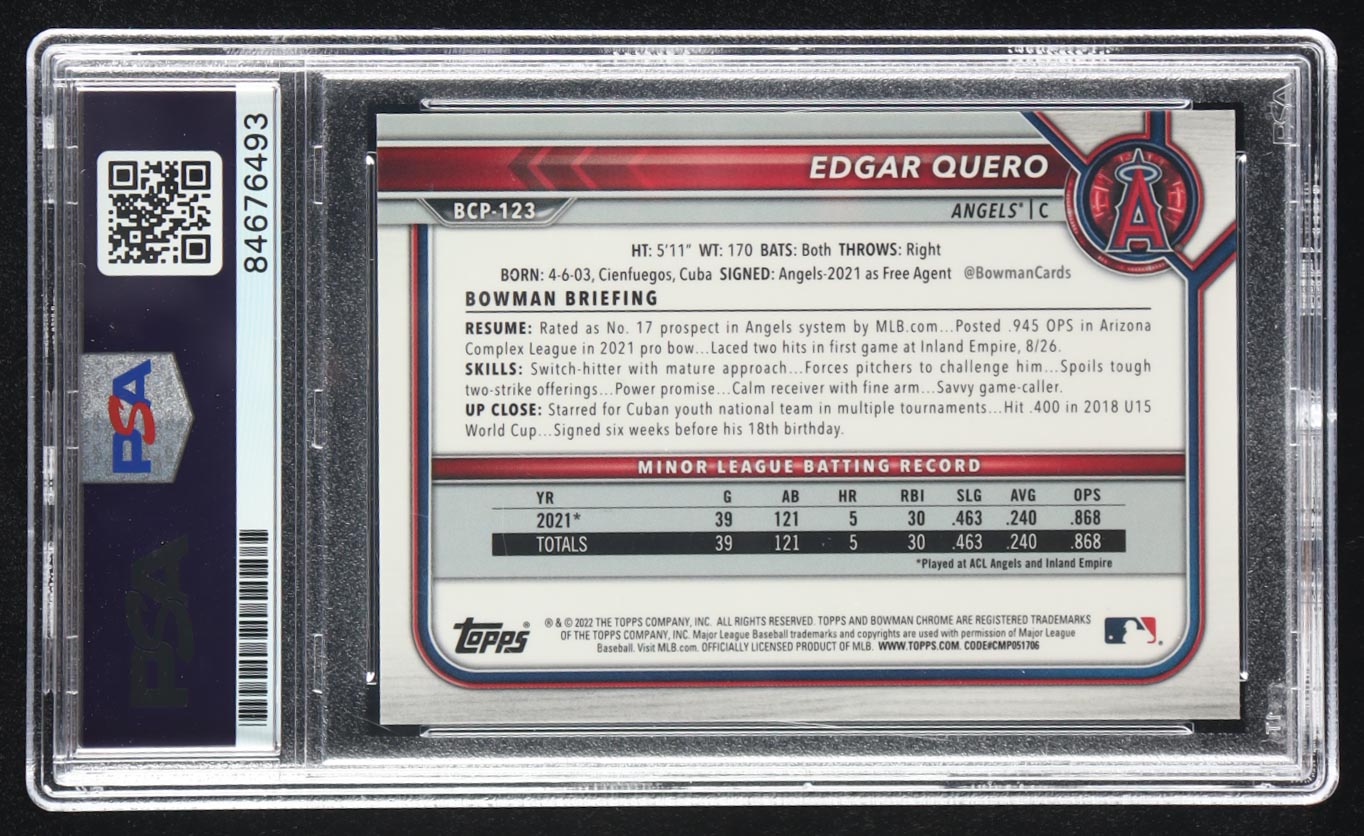 84676493
PSA
PSA
EDGAR QUERO
BCP-123
ANGELS® | C
A
HT: 5'11" WT: 170 BATS: Both THROWS: Right
BORN: 4-6-03, Cienfuegos, Cuba SIGNED: Angels-2021 as Free Agent @BowmanCards
BOWMAN BRIEFING
RESUME: Rated as No. 17 prospect in Angels system by MLB.com...Posted .945 OPS in Arizona
Complex League in 2021 pro bow...Laced two hits in first game at Inland Empire, 8/26.
SKILLS: Switch-hitter with mature approach...Forces pitchers to challenge him...Spoils tough
two-strike offerings...Power promise...Calm receiver with fine arm...Savvy game-caller.
UP CLOSE: Starred for Cuban youth national team in multiple tournaments...Hit .400 in 2018 U15
World Cup...Signed six weeks before his 18th birthday.
MINOR LEAGUE BATTING RECORD
YR G AB HR RBI SLG AVG OPS
2021* 39 121 5 30 .463 .240 .868
TOTALS 39 121 5 30 .463 .240 .868
*Played at ACL Angels and Inland Empire
Topps®
® & © 2022 THE TOPPS COMPANY, INC. ALL RIGHTS RESERVED. TOPPS AND BOWMAN CHROME ARE REGISTERED TRADEMARKS
OF THE TOPPS COMPANY, INC. Major League Baseball trademarks and copyrights are used with permission of Major League
Baseball. Visit MLB.com. OFFICIALLY LICENSED PRODUCT OF MLB. WWW.TOPPS.COM. CODE#CMP051706
PSA